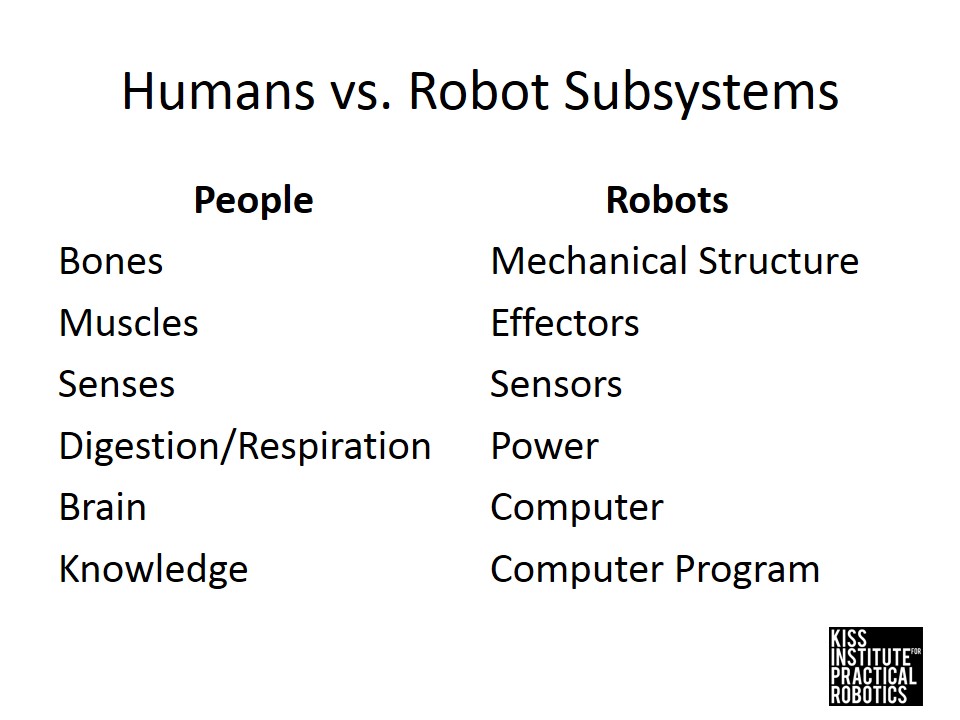 Humans vs. Robot Subsystems
People Robots
Bones Mechanical Structure
Muscles Effectors
Senses Sensors
Digestion/Respiration Power
Brain Computer
Knowledge Computer Program
KISS
INSTITUTE FOR
PRACTICAL
ROBOTICS